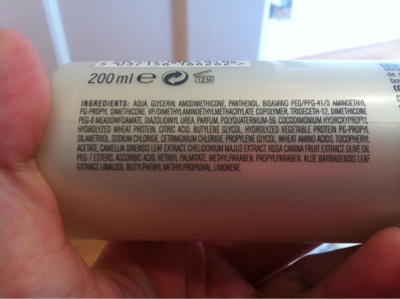 200 ml e 12M
INGREDIENTS: AQUA, GLYCERIN, AMODIMETHICONE, PANTHENOL, BISAMINO PEG/PPG-41/3 AMINOETHYL
PG-PROPYL DIMETHICONE, VP/DIMETHYLAMINOETHYLMETHACRYLATE COPOLYMER, TRIDECETH-12, DIMETHICONE
PEG-8 MEADOWFOAMATE, DIAZOLIDINYL UREA, PARFUM, POLYQUATERNIUM-59, COCODIMONIUM HYDROXYPROPYL
HYDROLYZED WHEAT PROTEIN, CITRIC ACID, BUTYLENE GLYCOL, HYDROLYZED VEGETABLE PROTEIN PG-PROPYL
SILANETRIOL, SODIUM CHLORIDE, CETRIMONIUM CHLORIDE, PROPYLENE GLYCOL, WHEAT AMINO ACIDS, TOCOPHERYL
ACETATE, CAMELLIA SINENSIS LEAF EXTRACT, CHELIDONIUM MAJUS EXTRACT, ROSA CANINA FRUIT EXTRACT, OLIVE OIL
PEG-7 ESTERS, ASCORBIC ACID, RETINYL PALMITATE, METHYLPARABEN, PROPYLPARABEN, ALOE BARBADENSIS LEAF
EXTRACT, LINALOOL, BUTYLPHENYL METHYLPROPIONAL, LIMONENE.